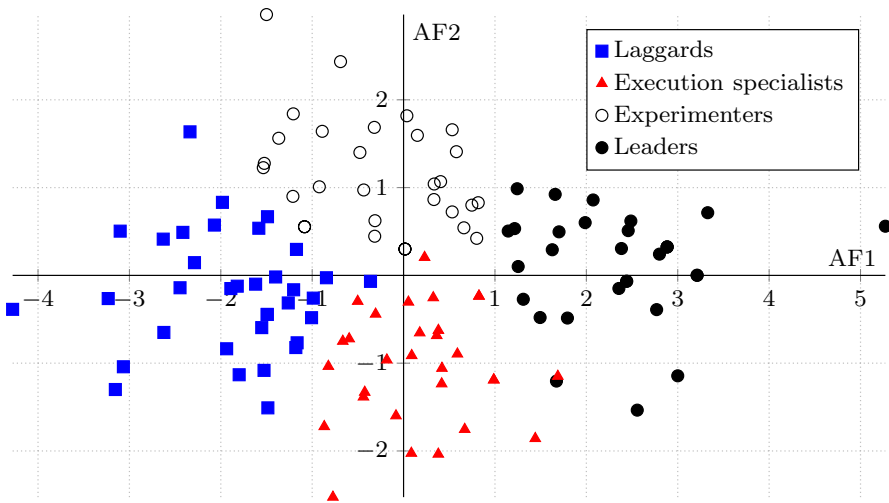 AF2
Laggards
Execution specialists
Experimenters
Leaders
2
1
AF1
−4 −3 −2 −1 1 2 3 4 5
−1
−2